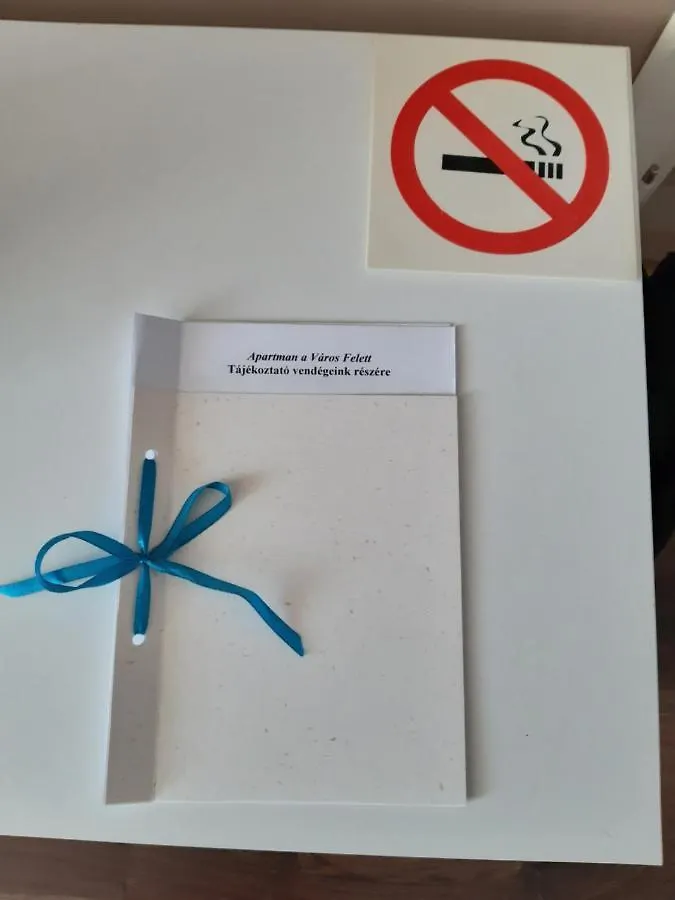 Apartman a Város Felett
Tájékoztató vendégeink részére